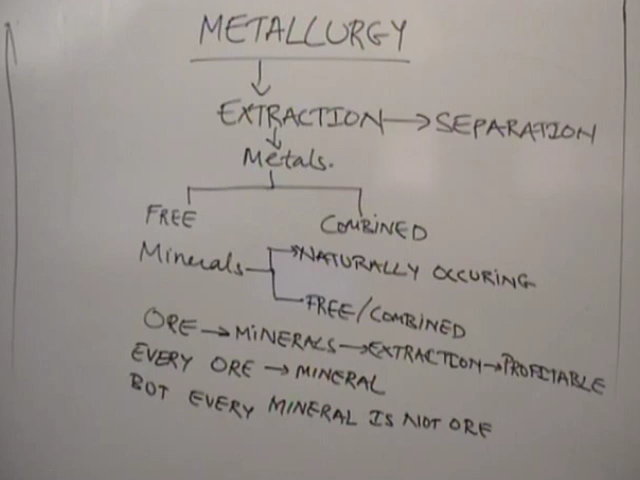 METALLURGY
EXTRACTION → SEPARATION
Metals.
FREE COMBINED
Minerals → NATURALLY OCCURING
FREE/COMBINED
ORE → MINERALS → EXTRACTION → PROFITABLE
EVERY ORE → MINERAL
BOT EVERY MINERAL IS NOT ORE